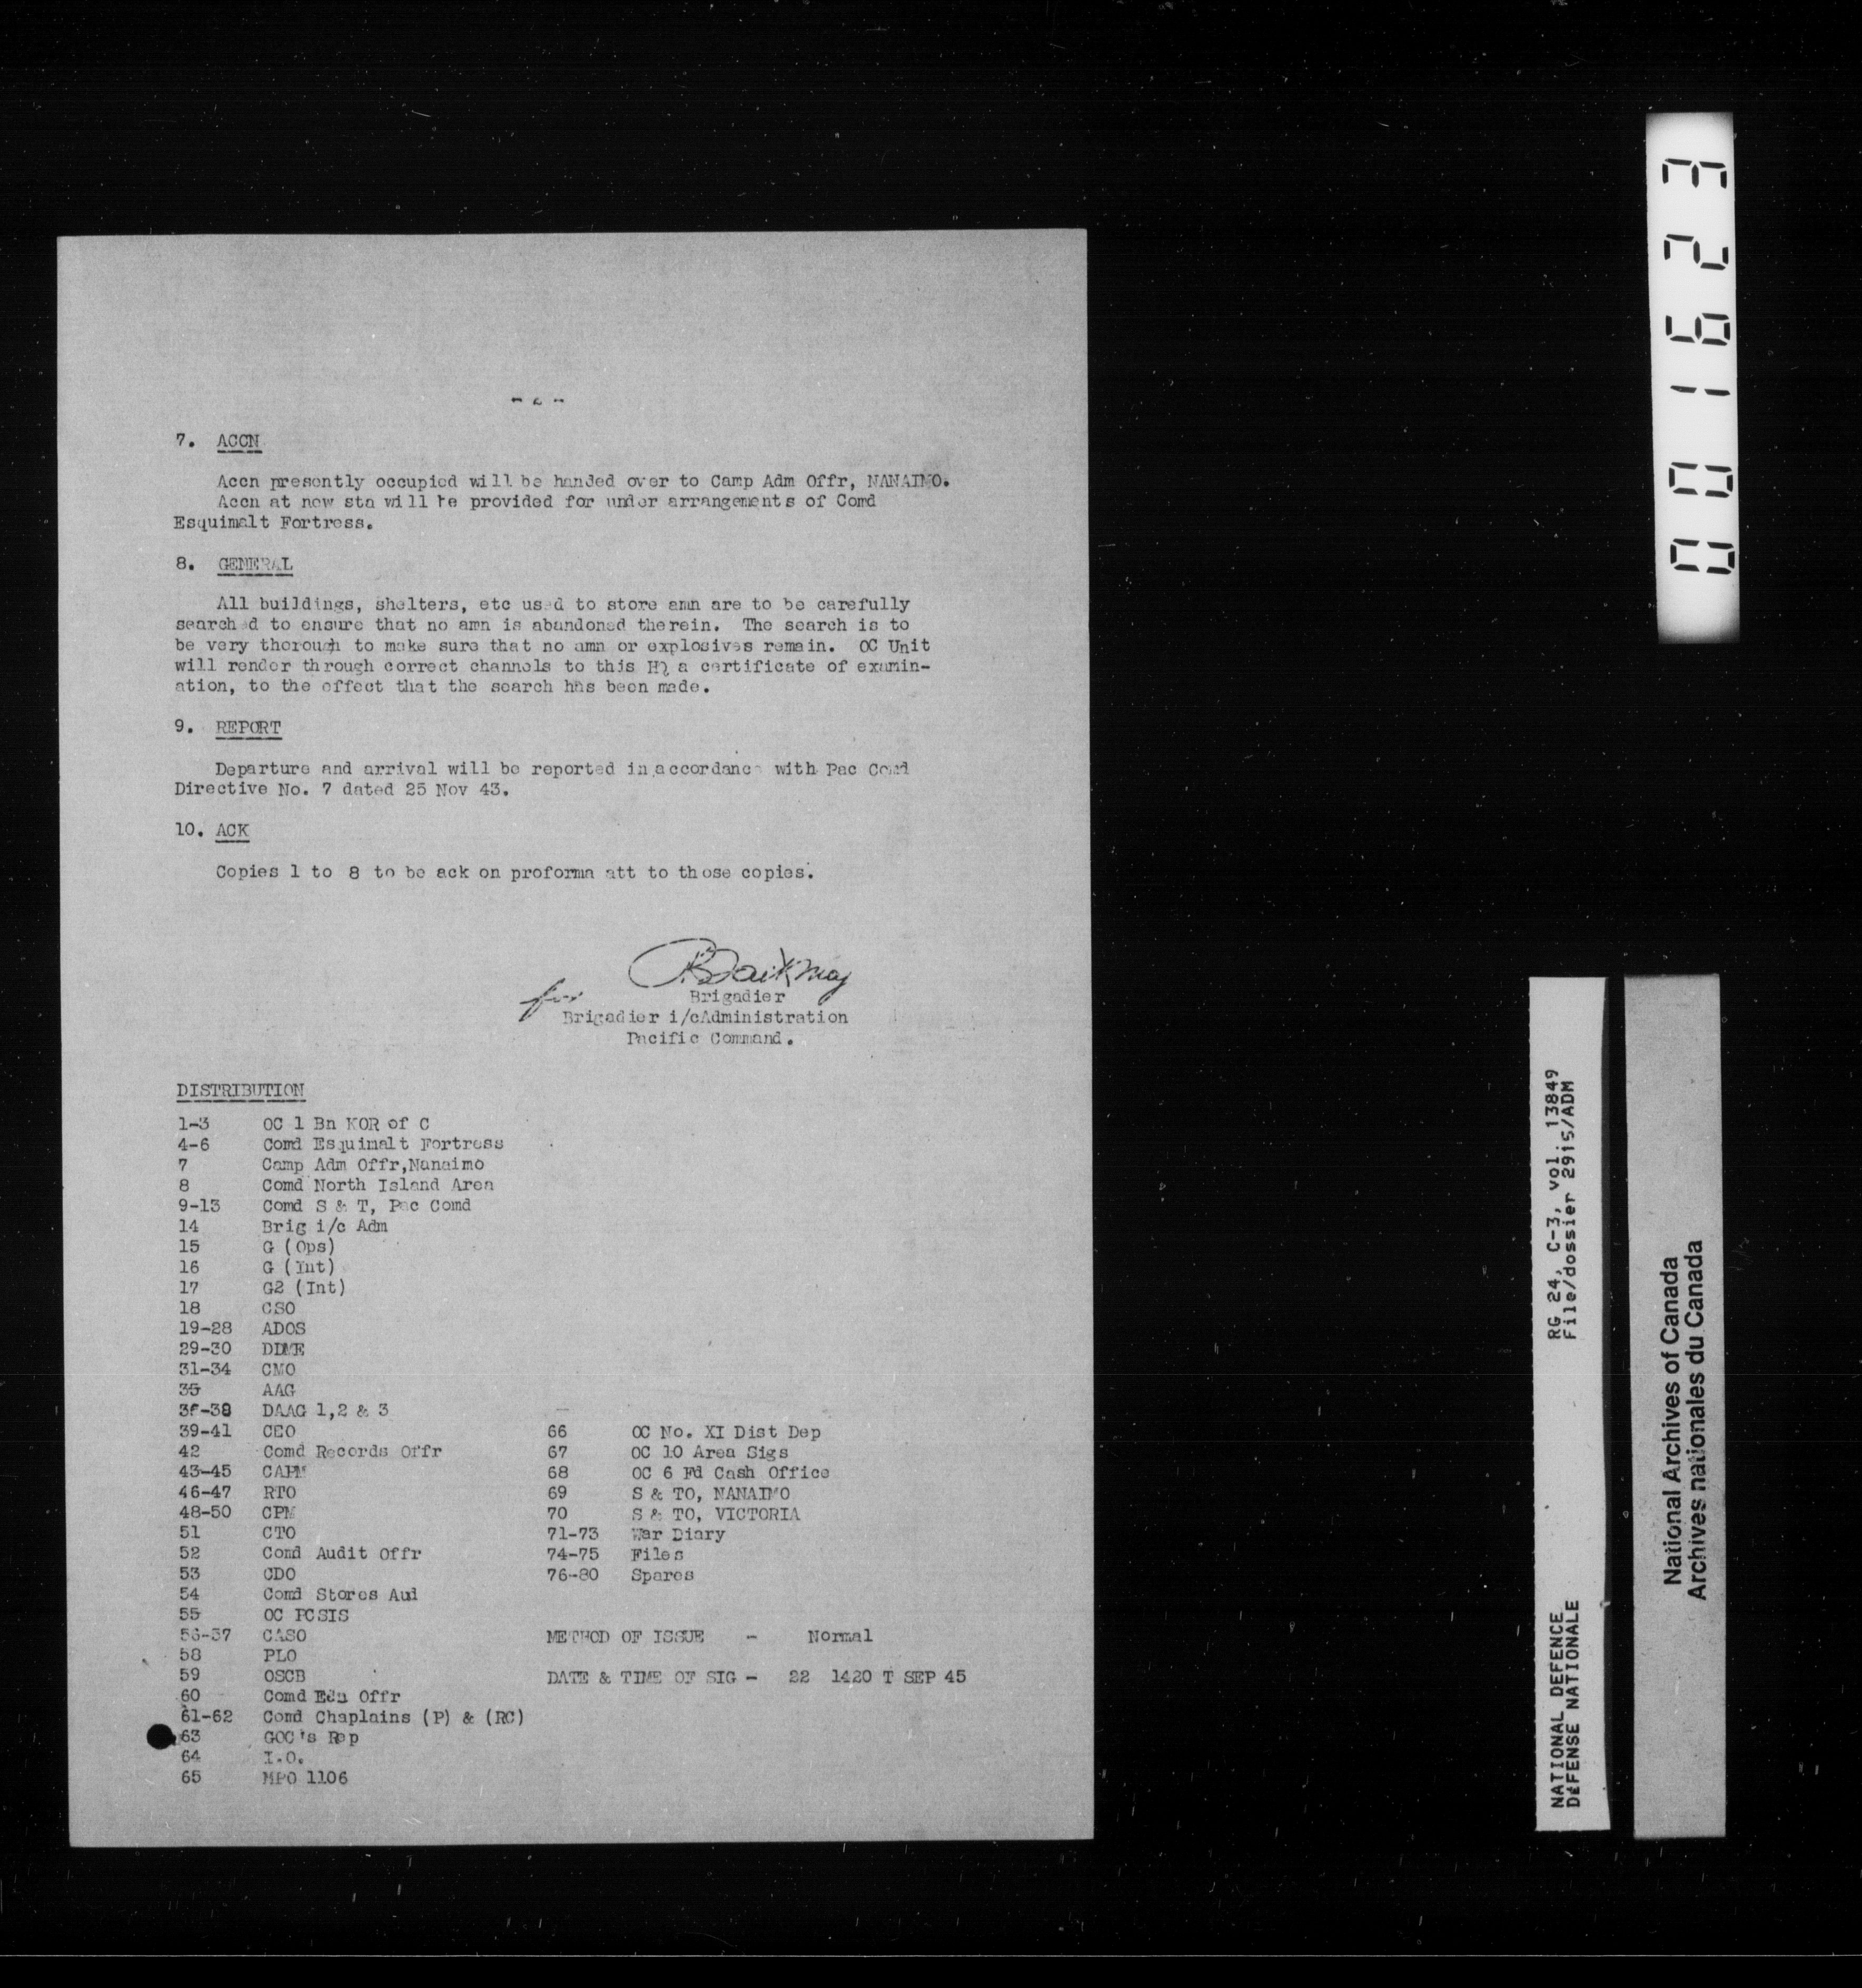 - 2 -
7. ACCN
Accn presently occupied will be handed over to Camp Adm Offr, NANAIMO.
Accn at new sta will be provided for under arrangements of Comd
Esquimalt Fortress.
8. GENERAL
All buildings, shelters, etc used to store amn are to be carefully
searched to ensure that no amn is abandoned therein. The search is to
be very thorough to make sure that no amn or explosives remain. OC Unit
will render through correct channels to this HQ a certificate of examin-
ation, to the effect that the search has been made.
9. REPORT
Departure and arrival will be reported in accordance with Pac Comd
Directive No. 7 dated 25 Nov 43.
10. ACK
Copies 1 to 8 to be ack on proforma att to those copies.
for
Brigadier
Brigadier i/cAdministration
Pacific Command.
DISTRIBUTION
1-3 OC 1 Bn KOR of C
4-6 Comd Esquimalt Fortress
7 Camp Adm Offr,Nanaimo
8 Comd North Island Area
9-13 Comd S & T, Pac Comd
14 Brig i/c Adm
15 G (Ops)
16 G (Int)
17 G2 (Int)
18 CSO
19-28 ADOS
29-30 DDME
31-34 CMO
35 AAG
36-38 DAAG 1,2 & 3
39-41 CEO
42 Comd Records Offr
43-45 CAPM
46-47 RTO
48-50 CPM
51 CTO
52 Comd Audit Offr
53 CDO
54 Comd Stores Aud
55 OC PCSIS
56-57 CASO
58 PLO
59 OSCB
60 Comd Edn Offr
61-62 Comd Chaplains (P) & (RC)
63 GOC's Rep
64 I.O.
65 MPO 1106
66 OC No. XI Dist Dep
67 OC 10 Area Sigs
68 OC 6 Fd Cash Office
69 S & TO, NANAIMO
70 S & TO, VICTORIA
71-73 War Diary
74-75 Files
76-80 Spares
METHOD OF ISSUE - Normal
DATE & TIME OF SIG - 22 1420 T SEP 45
001623
RG 24, C-3, vol. 13849
File/dossier 2915/ADM
NATIONAL DEFENCE
DÉFENSE NATIONALE
National Archives of Canada
Archives nationales du Canada